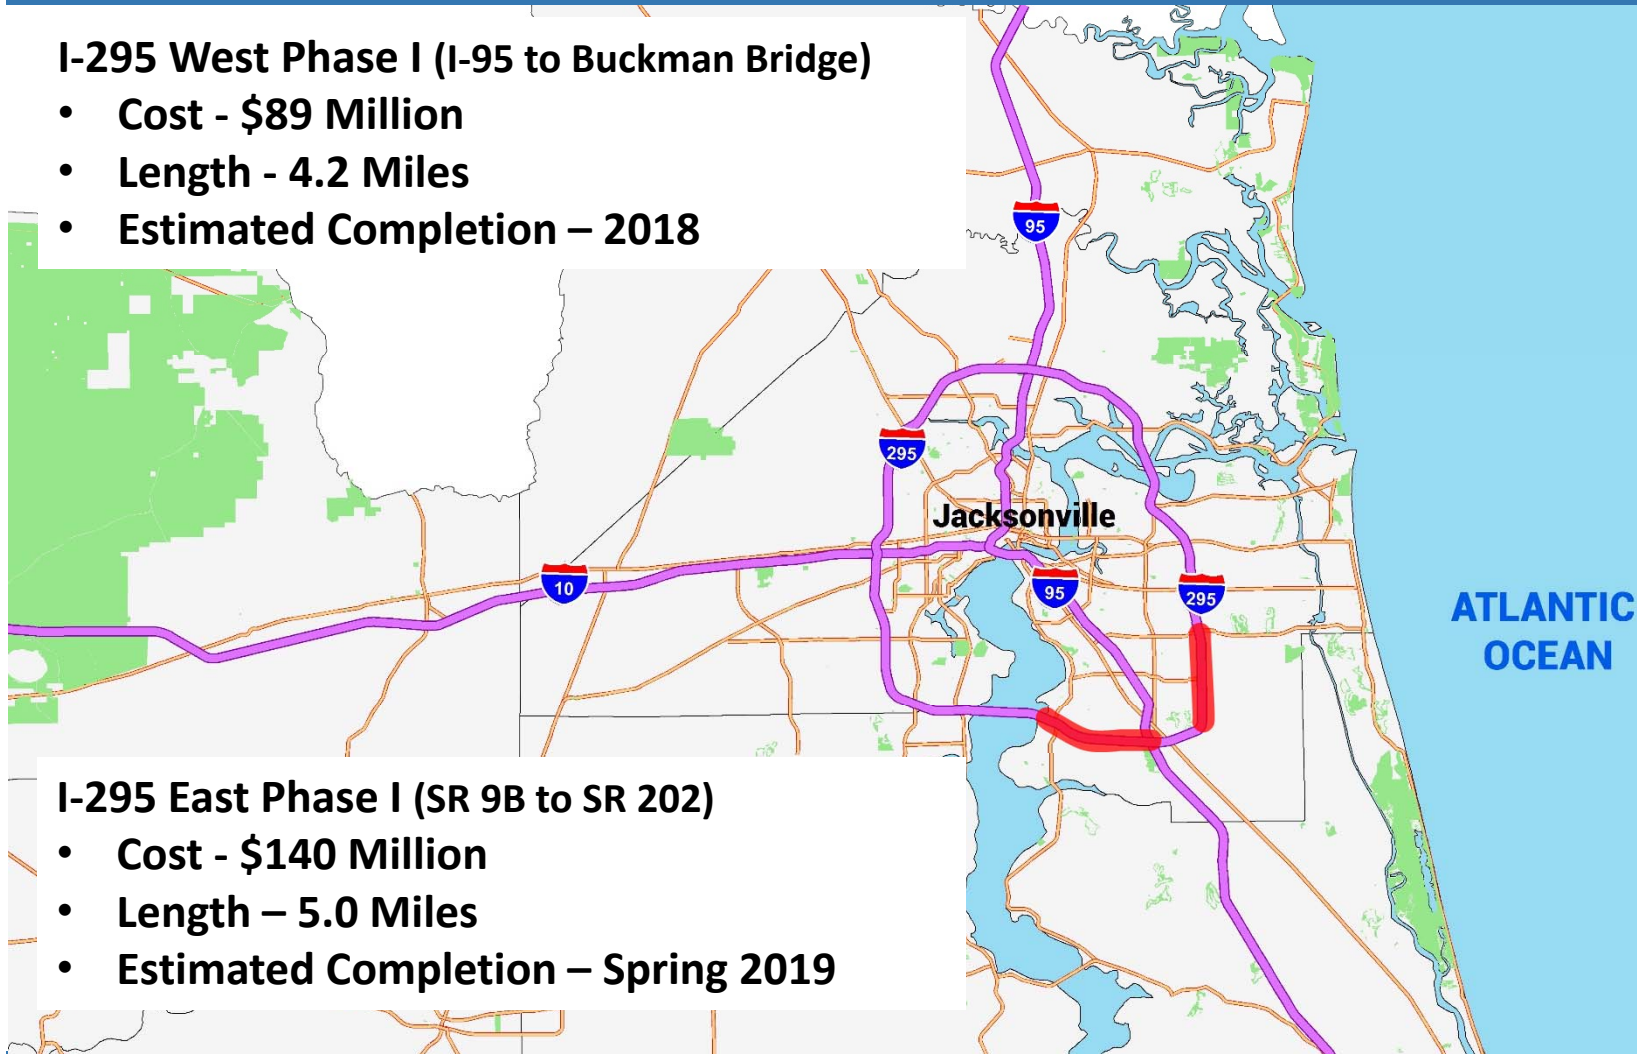 I-295 West Phase I (I-95 to Buckman Bridge)
• Cost - $89 Million
• Length - 4.2 Miles
• Estimated Completion – 2018
95
295
Jacksonville
10
95
295
ATLANTIC
OCEAN
I-295 East Phase I (SR 9B to SR 202)
• Cost - $140 Million
• Length – 5.0 Miles
• Estimated Completion – Spring 2019